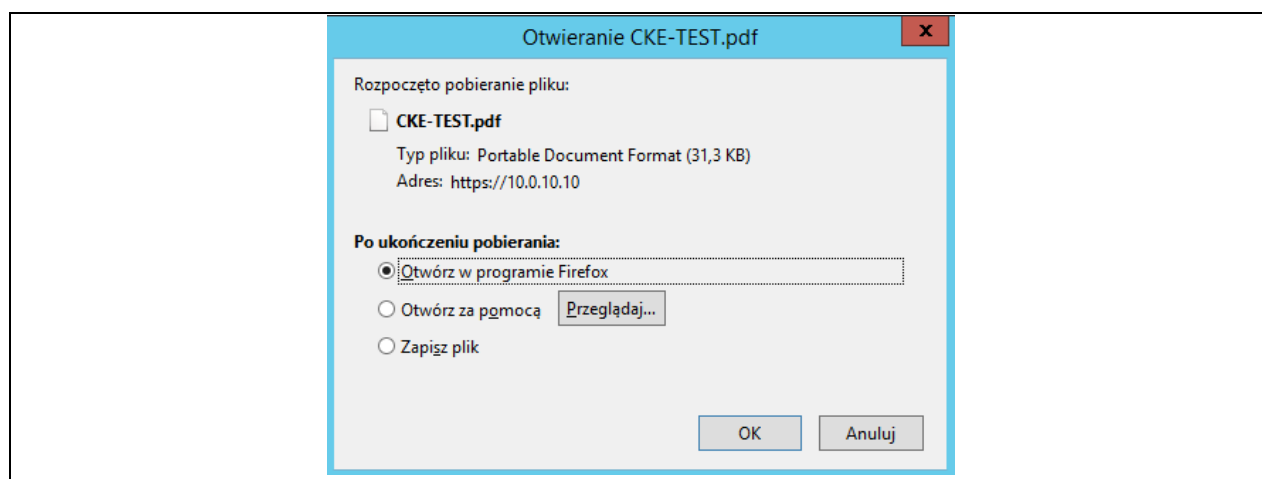 Otwieranie CKE-TEST.pdf
x
Rozpoczęto pobieranie pliku:
CKE-TEST.pdf
Typ pliku: Portable Document Format (31,3 KB)
Adres: https://10.0.10.10
Po ukończeniu pobierania:
Otwórz w programie Firefox
Otwórz za pomocą Przeglądaj...
Zapisz plik
OK Anuluj